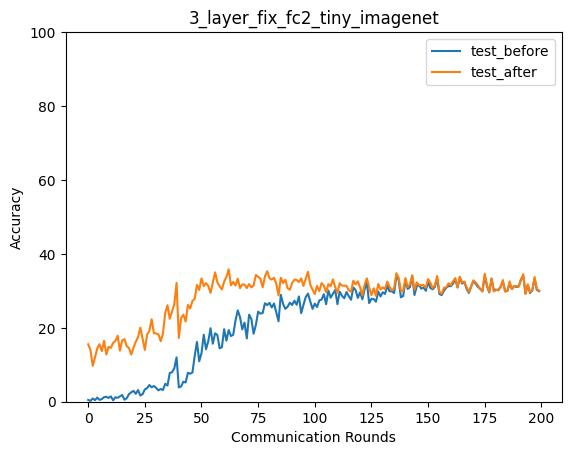 3_layer_fix_fc2_tiny_imagenet
test_before
test_after
100
80
60
40
20
0
Accuracy
0 25 50 75 100 125 150 175 200
Communication Rounds